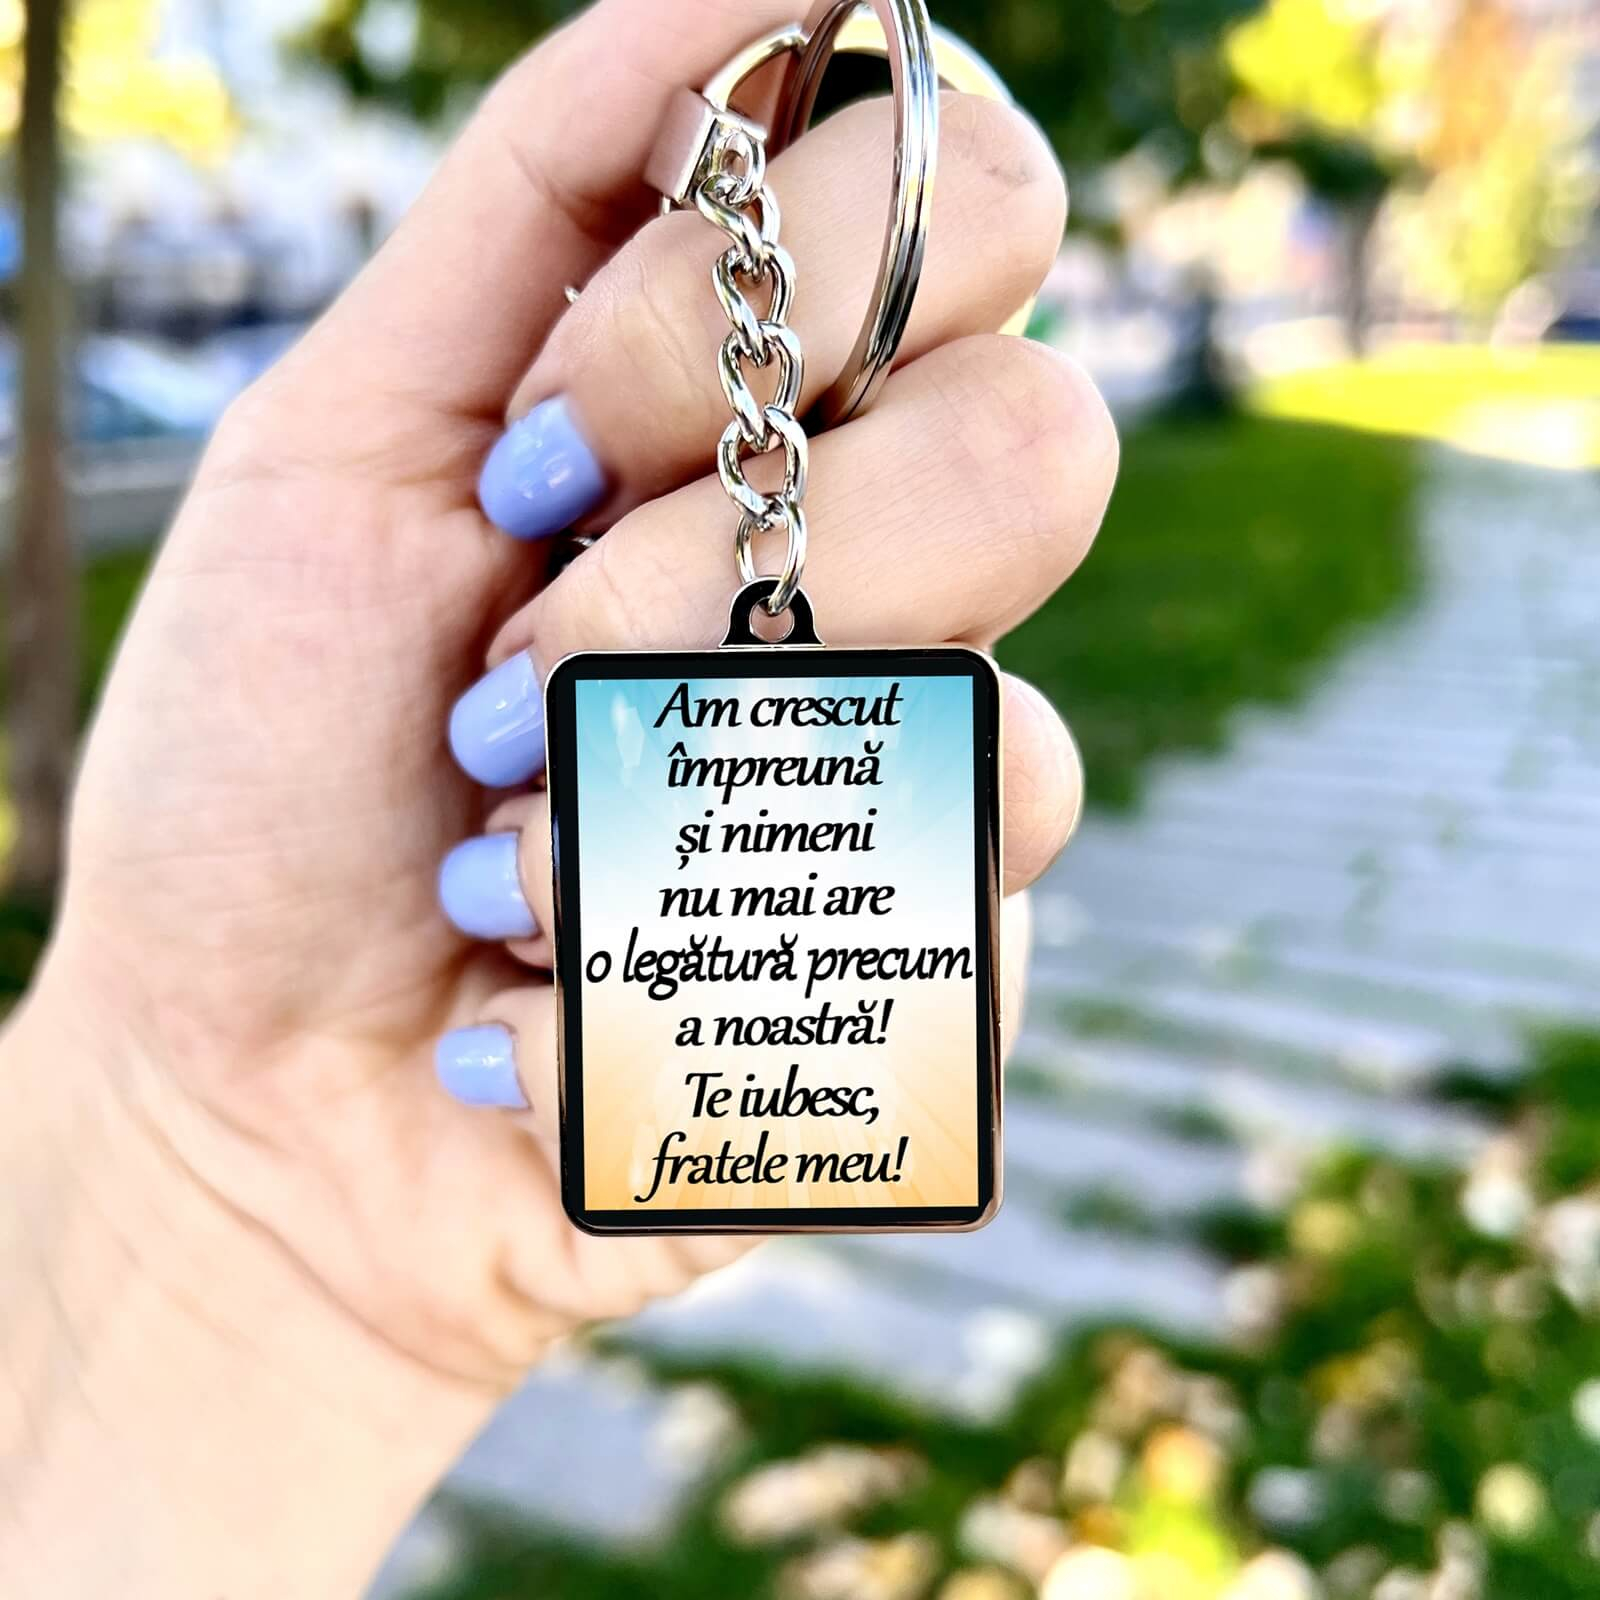 Am crescut
împreună
și nimeni
nu mai are
o legătură precum
a noastră!
Te iubesc,
fratele meu!